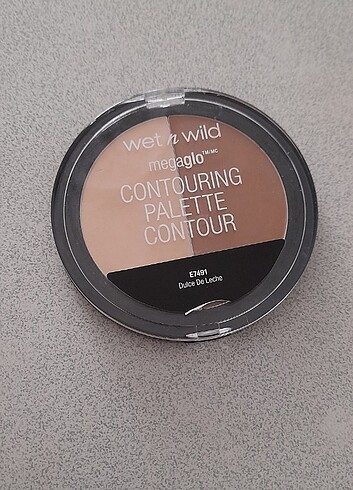 wet n wild
megaglo™/MC
CONTOURING
PALETTE
CONTOUR
E7491
Dulce De Leche